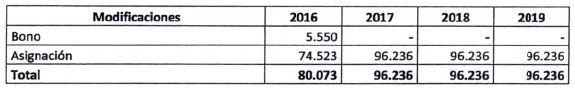 Modificaciones 2016 2017 2018 2019
Bono 5.550 - - -
Asignación 74.523 96.236 96.236 96.236
Total 80.073 96.236 96.236 96.236